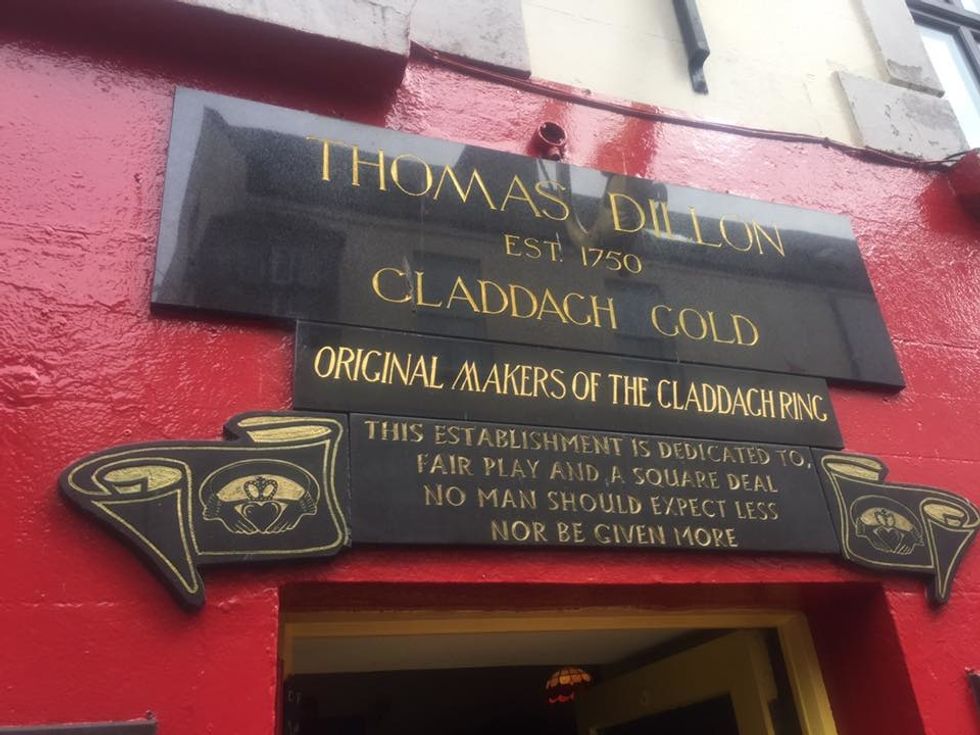 THOMAS DILLON
EST. 1750
CLADDAGH GOLD
ORIGINAL MAKERS OF THE CLADDAGH RING
THIS ESTABLISHMENT IS DEDICATED TO,
FAIR PLAY AND A SQUARE DEAL
NO MAN SHOULD EXPECT LESS
NOR BE GIVEN MORE